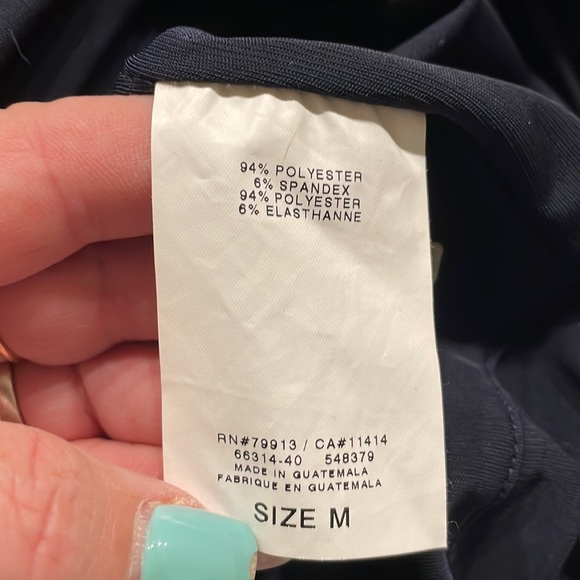 94% POLYESTER
6% SPANDEX
94% POLYESTER
6% ELASTHANNE
RN#79913 / CA#11414
66314-40 548379
MADE IN GUATEMALA
FABRIQUE EN GUATEMALA
SIZE M